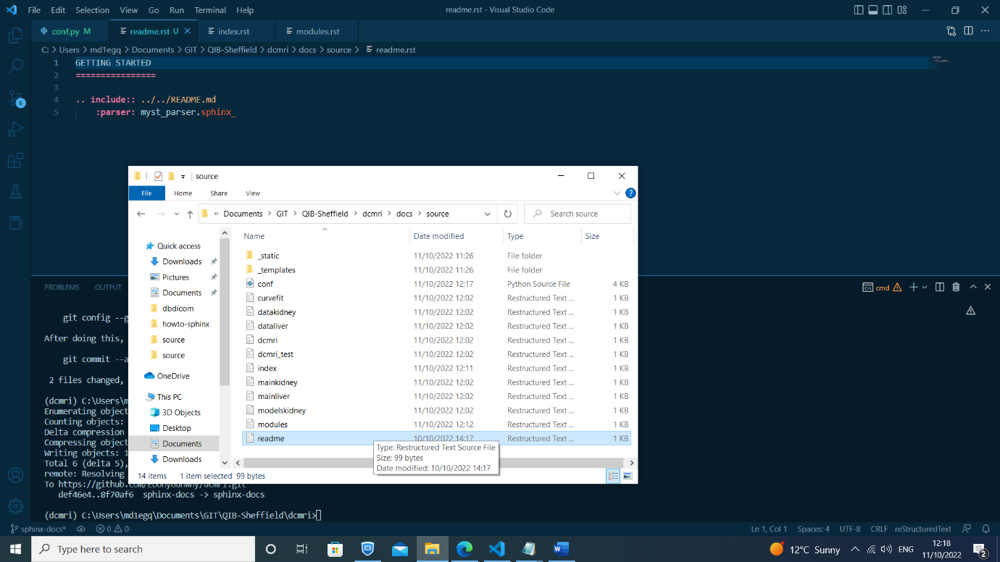 File Edit Selection View Go Run Terminal Help
readme.rst - Visual Studio Code
conf.py M
readme.rst U
index.rst
modules.rst
C: > Users > md1egq > Documents > GIT > QIB-Sheffield > dcmri > docs > source > readme.rst
1 GETTING STARTED
2 ================
3
4 .. include:: ../../README.md
5 :parser: myst_parser.sphinx_
6
source
File Home Share View
« Documents > GIT > QIB-Sheffield > dcmri > docs > source
Search source
Name Date modified Type Size
Quick access
Downloads
Pictures
Documents
dbdicom
howto-sphinx
source
source
OneDrive
This PC
3D Objects
Desktop
Documents
Downloads
_static 11/10/2022 11:26 File folder
_templates 11/10/2022 11:26 File folder
conf 11/10/2022 12:17 Python Source File 4 KB
curvefit 11/10/2022 12:02 Restructured Text ... 1 KB
datakidney 11/10/2022 12:02 Restructured Text ... 1 KB
dataliver 11/10/2022 12:02 Restructured Text ... 1 KB
dcmri 11/10/2022 12:02 Restructured Text ... 1 KB
dcmri_test 11/10/2022 12:02 Restructured Text ... 1 KB
index 11/10/2022 12:11 Restructured Text ... 1 KB
mainkidney 11/10/2022 12:02 Restructured Text ... 1 KB
mainliver 11/10/2022 12:02 Restructured Text ... 1 KB
modelskidney 11/10/2022 12:02 Restructured Text ... 1 KB
modules 11/10/2022 12:12 Restructured Text ... 1 KB
readme 10/10/2022 14:17 Restructured Text ... 1 KB
Type: Restructured Text Source File
Size: 99 bytes
Date modified: 10/10/2022 14:17
14 items 1 item selected 99 bytes
PROBLEMS OUTPUT
cmd
git config --g
After doing this,
git commit --a
2 files changed,
(dcmri) C:\Users\m
Enumerating object
Counting objects:
Delta compression
Compressing object
Writing objects: 1
Total 6 (delta 5),
remote: Resolving
To https://github.com/EbonyGunwhy/dcmri.git
def46e4..8f70af6 sphinx-docs -> sphinx-docs
(dcmri) C:\Users\md1egq\Documents\GIT\QIB-Sheffield\dcmri>
sphinx-docs* 0 0
Ln 1, Col 1 Spaces: 4 UTF-8 CRLF reStructuredText
Type here to search
12°C Sunny
ENG
12:18
11/10/2022
2